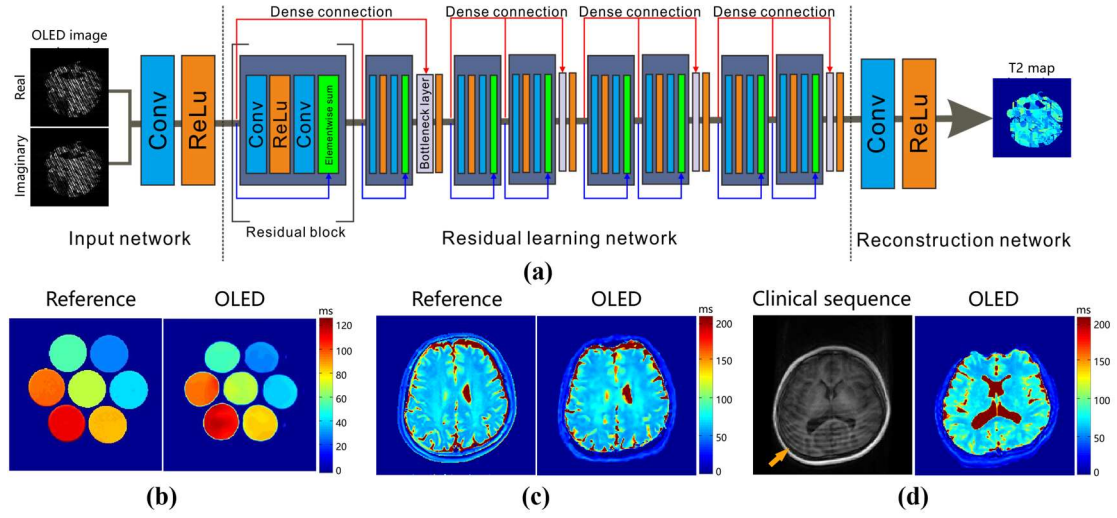 Dense connection Dense connection Dense connection Dense connection
OLED image
Real
Imaginary
Conv
ReLu
Conv
ReLu
Conv
Elementwise sum
Bottleneck layer
Conv
ReLu
T2 map
Residual block
Input network
Residual learning network
Reconstruction network
(a)
Reference OLED
ms
120
100
80
60
40
20
0
(b)
Reference OLED
ms
200
150
100
50
0
(c)
Clinical sequence OLED
ms
200
150
100
50
0
(d)